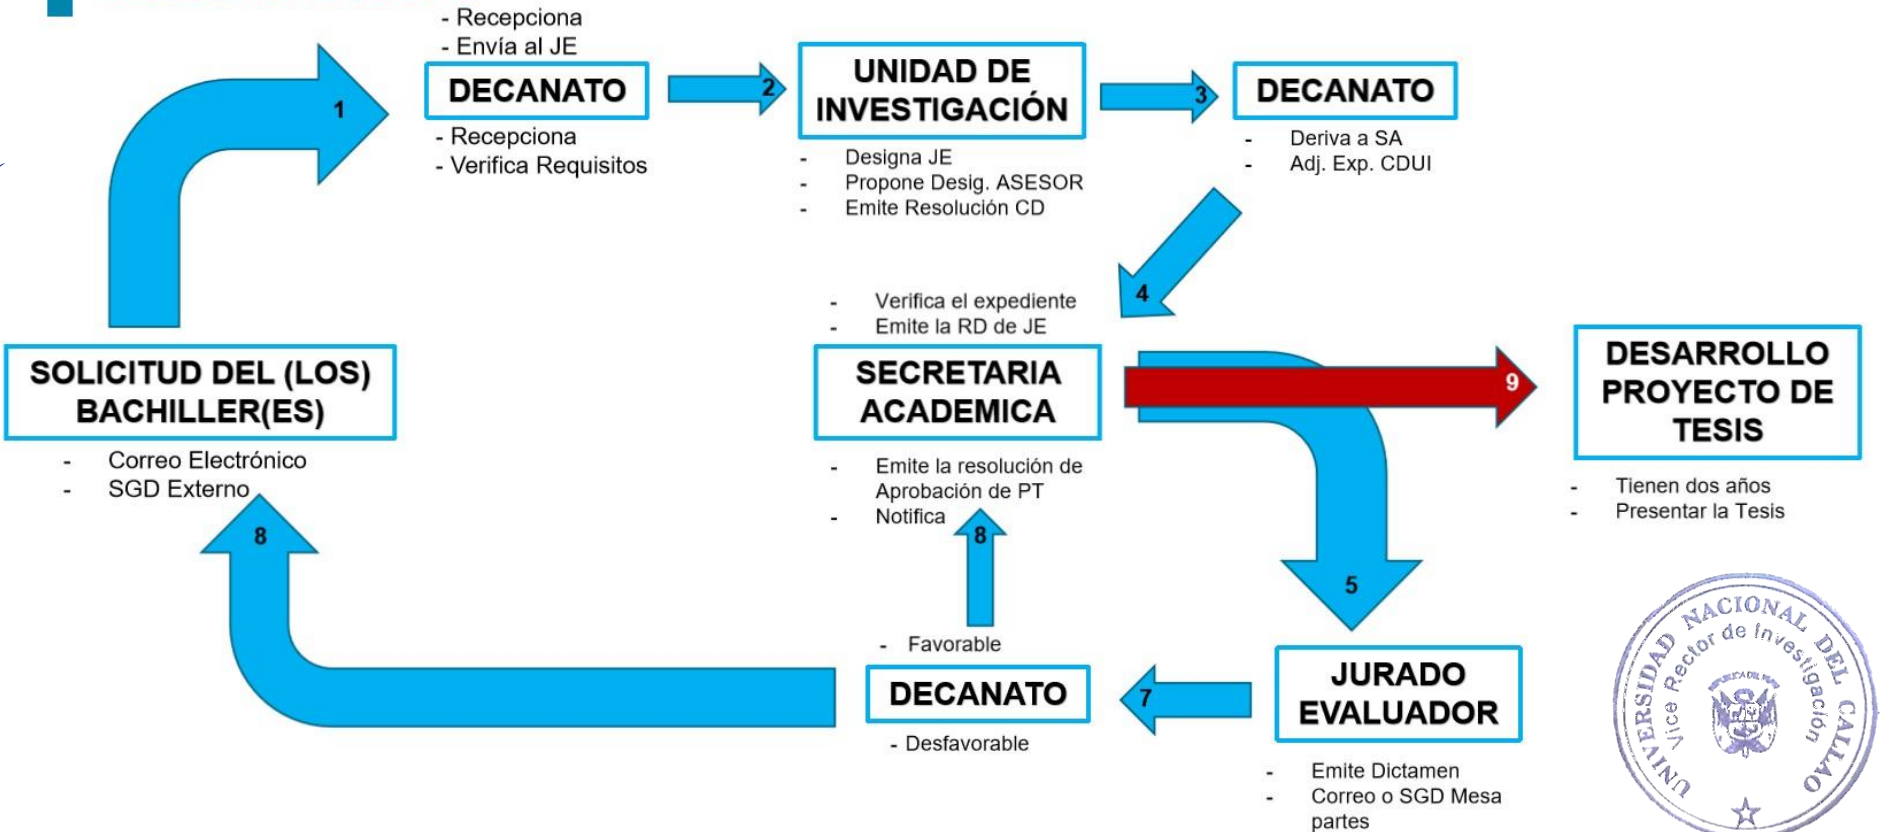 - Recepciona
- Envía al JE
DECANATO
- Recepciona
- Verifica Requisitos
1
2
UNIDAD DE
INVESTIGACIÓN
- Designa JE
- Propone Desig. ASESOR
- Emite Resolución CD
3
DECANATO
- Deriva a SA
- Adj. Exp. CDUI
4
- Verifica el expediente
- Emite la RD de JE
SECRETARIA
ACADEMICA
- Emite la resolución de
Aprobación de PT
- Notifica
9
DESARROLLO
PROYECTO DE
TESIS
- Tienen dos años
- Presentar la Tesis
SOLICITUD DEL (LOS)
BACHILLER(ES)
- Correo Electrónico
- SGD Externo
8
8
5
- Favorable
DECANATO
- Desfavorable
7
JURADO
EVALUADOR
- Emite Dictamen
- Correo o SGD Mesa
partes
UNIVERSIDAD NACIONAL DEL CALLAO
Vice Rector de Investigación